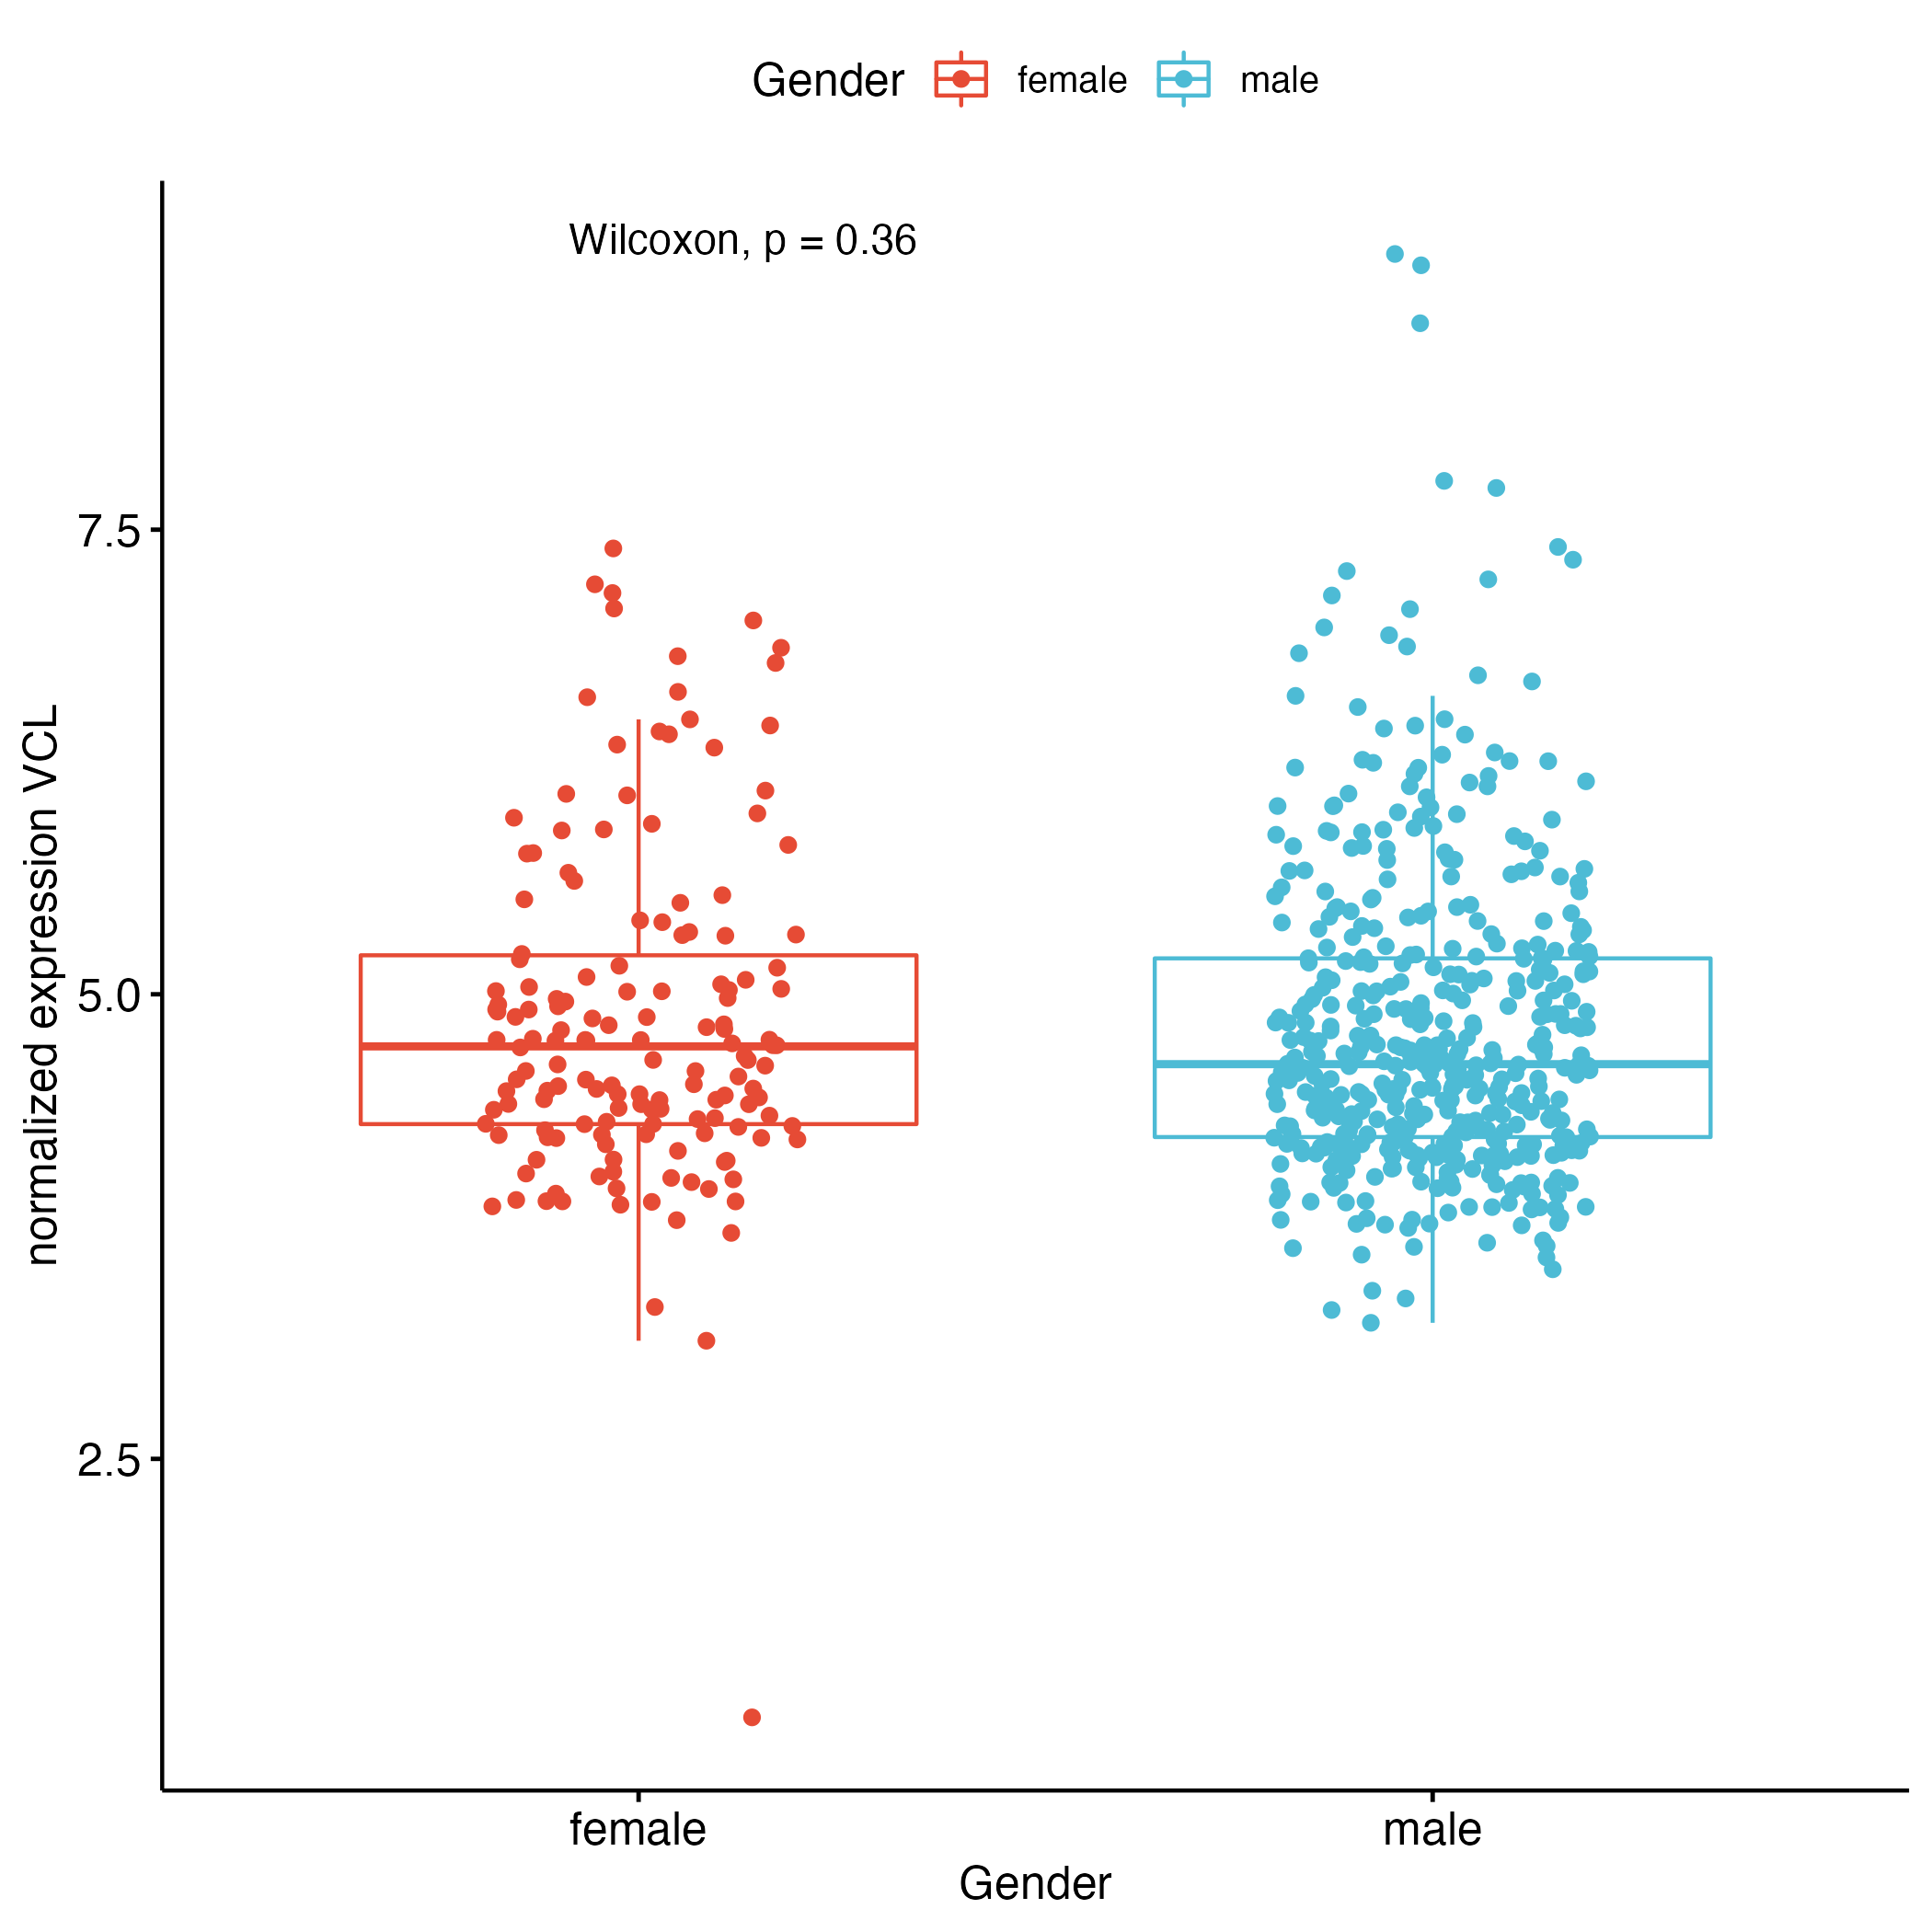 Gender female male
Wilcoxon, p = 0.36
normalized expression VCL
7.5
5.0
2.5
female male
Gender